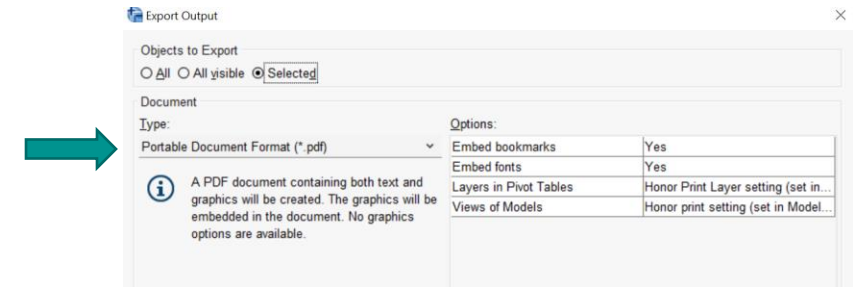 Export Output
Objects to Export
All All visible Selected
Document
Type:
Options:
Portable Document Format (*.pdf)
Embed bookmarks Yes
Embed fonts Yes
Layers in Pivot Tables Honor Print Layer setting (set in...
Views of Models Honor print setting (set in Model...
A PDF document containing both text and
graphics will be created. The graphics will be
embedded in the document. No graphics
options are available.